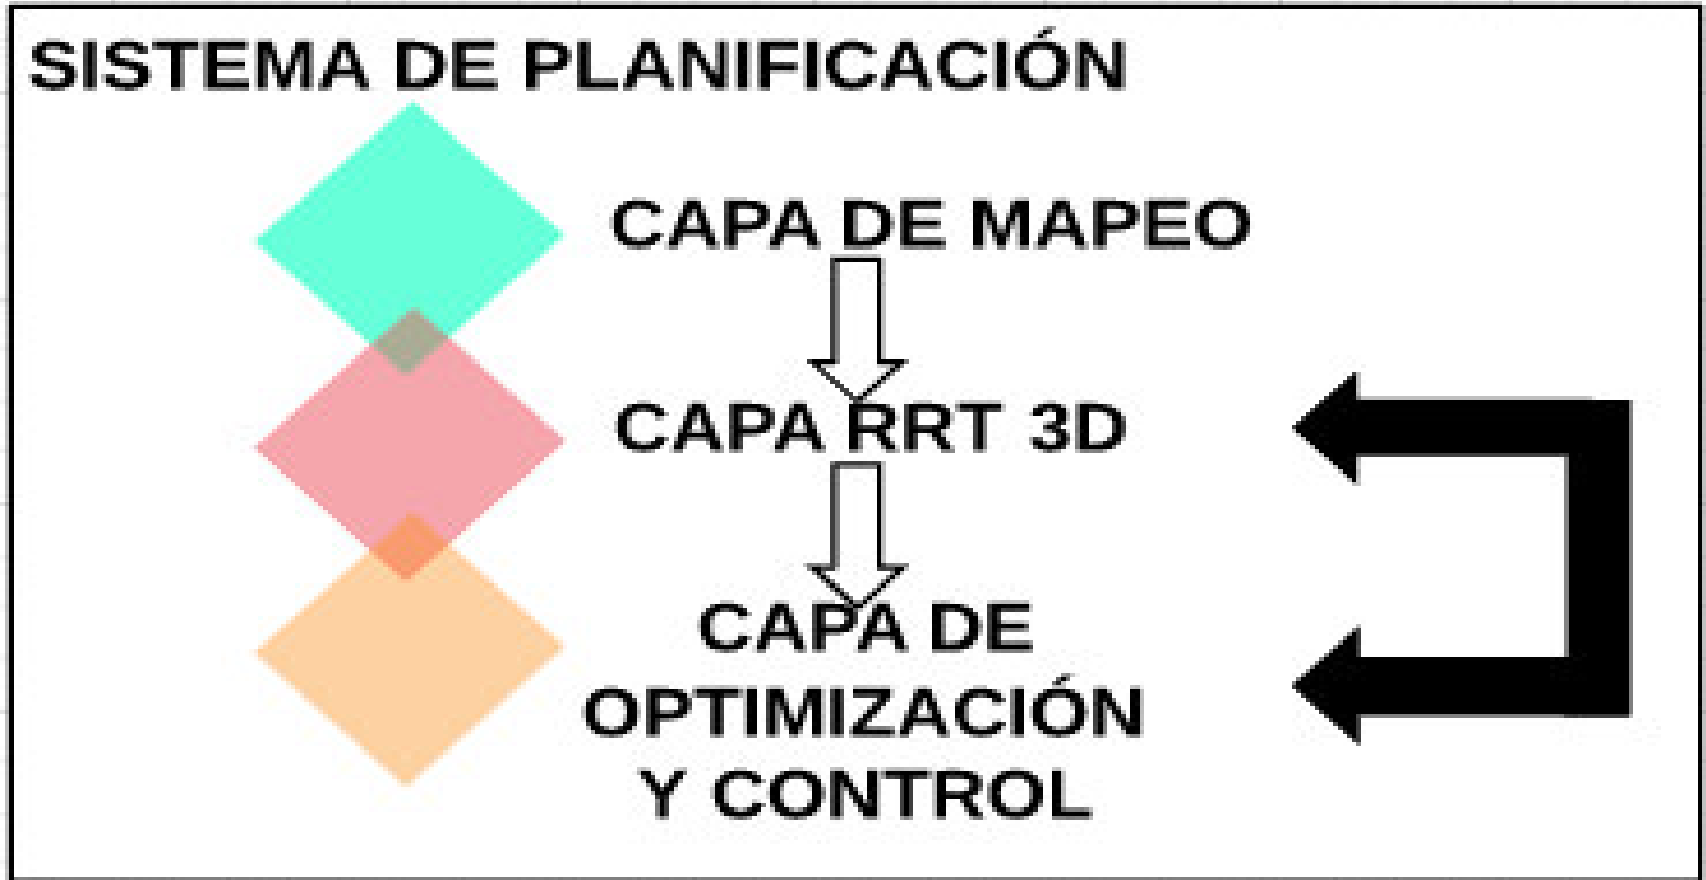 SISTEMA DE PLANIFICACIÓN
CAPA DE MAPEO
CAPA RRT 3D
CAPA DE
OPTIMIZACIÓN
Y CONTROL